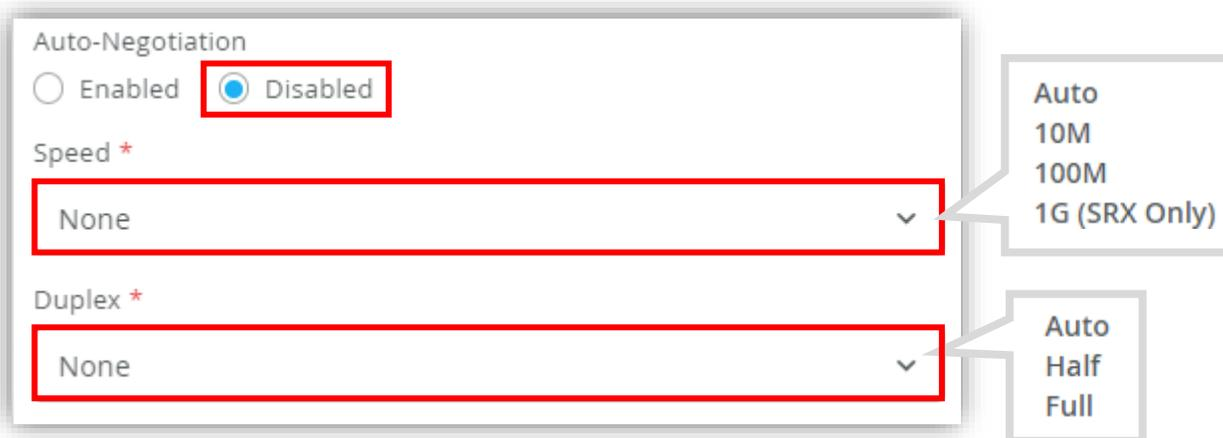 Auto-Negotiation
Enabled Disabled
Speed *
None
Auto
10M
100M
1G (SRX Only)
Duplex *
None
Auto
Half
Full